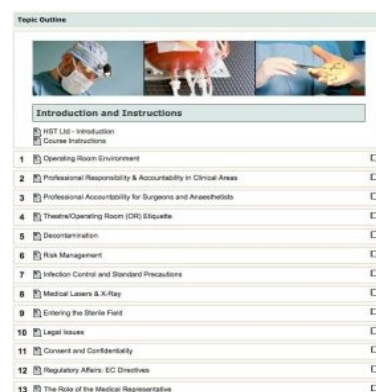 Topic Outline
Introduction and Instructions
HST Ltd - Introduction
Course Instructions
1 Operating Room Environment
2 Professional Responsibility & Accountability in Clinical Areas
3 Professional Accountability for Surgeons and Anaesthetists
4 Theatre/Operating Room (OR) Etiquette
5 Decontamination
6 Risk Management
7 Infection Control and Standard Precautions
8 Medical Lasers & X-Ray
9 Entering the Sterile Field
10 Legal Issues
11 Consent and Confidentiality
12 Regulatory Affairs: EC Directives
13 The Role of the Medical Representative